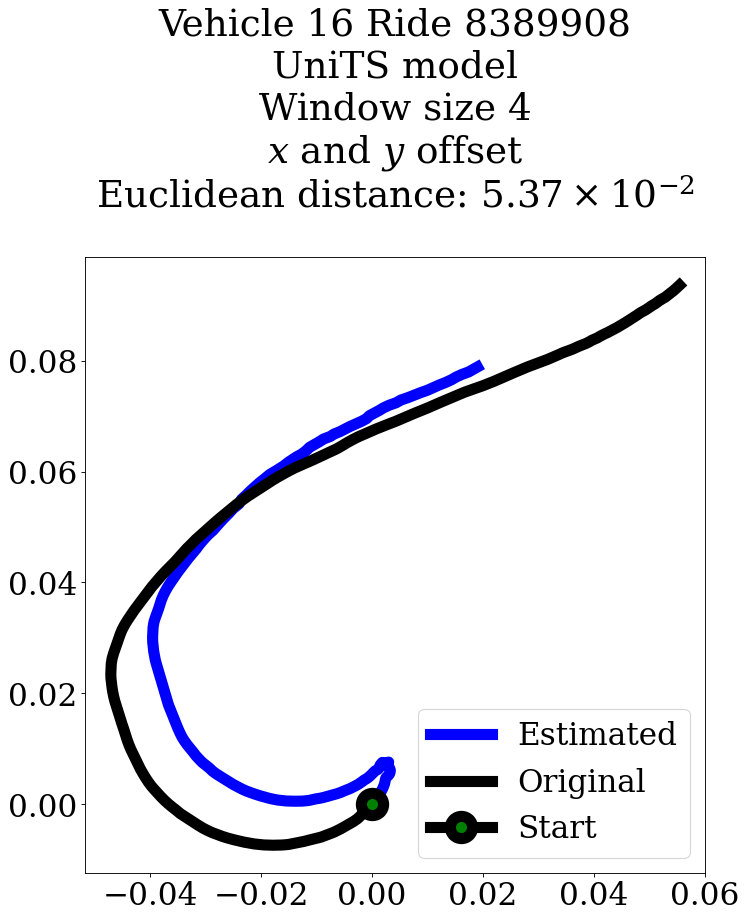 Vehicle 16 Ride 8389908
UniTS model
Window size 4
x and y offset
Euclidean distance: 5.37 × 10⁻²
0.08
0.06
0.04
0.02
0.00
Estimated
Original
Start
−0.04 −0.02 0.00 0.02 0.04 0.06